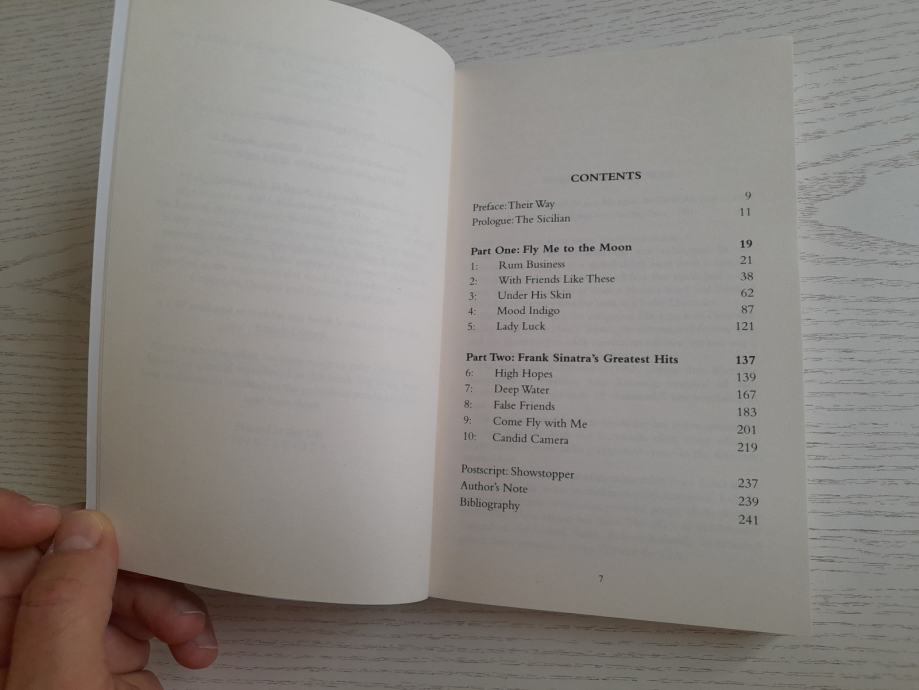 CONTENTS
Preface: Their Way 9
Prologue: The Sicilian 11
Part One: Fly Me to the Moon 19
1: Rum Business 21
2: With Friends Like These 38
3: Under His Skin 62
4: Mood Indigo 87
5: Lady Luck 121
Part Two: Frank Sinatra's Greatest Hits 137
6: High Hopes 139
7: Deep Water 167
8: False Friends 183
9: Come Fly with Me 201
10: Candid Camera 219
Postscript: Showstopper 237
Author's Note 239
Bibliography 241
7